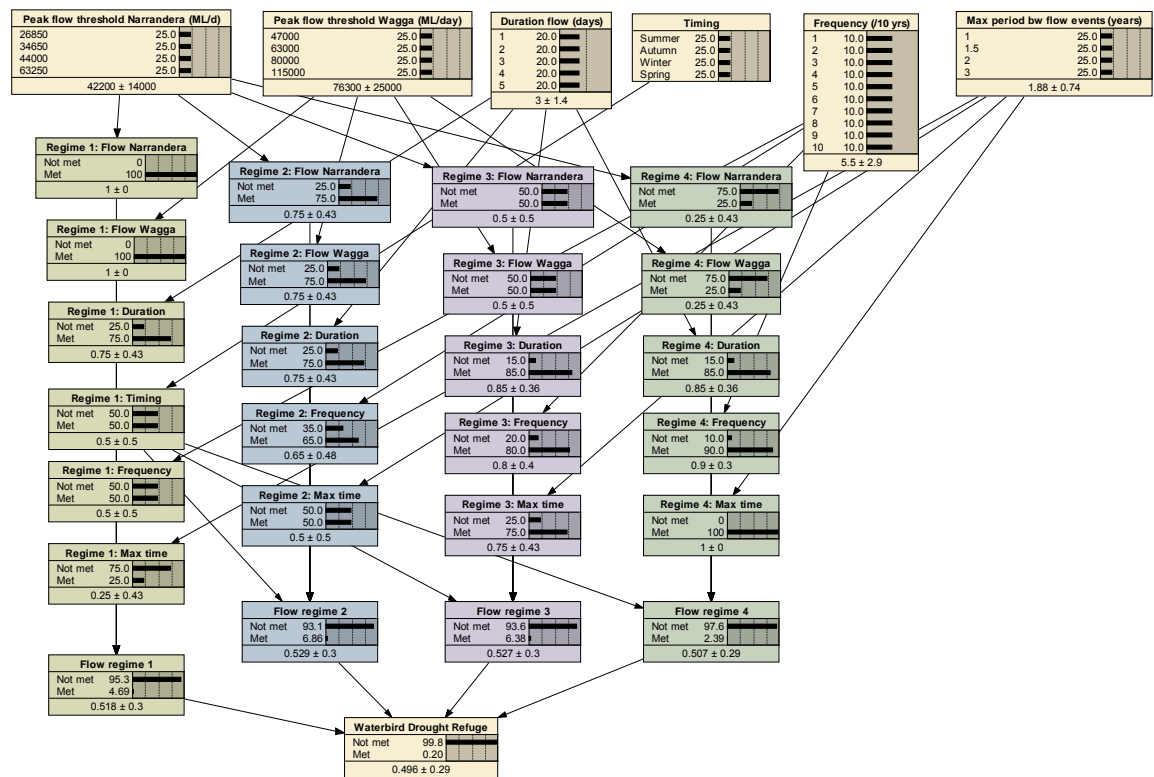 Peak flow threshold Narrandera (ML/d)
26850 25.0
34650 25.0
44000 25.0
63250 25.0
42200 ± 14000
Peak flow threshold Wagga (ML/day)
47000 25.0
63000 25.0
80000 25.0
115000 25.0
76300 ± 25000
Duration flow (days)
1 20.0
2 20.0
3 20.0
4 20.0
5 20.0
3 ± 1.4
Timing
Summer 25.0
Autumn 25.0
Winter 25.0
Spring 25.0
Frequency (/10 yrs)
1 10.0
2 10.0
3 10.0
4 10.0
5 10.0
6 10.0
7 10.0
8 10.0
9 10.0
10 10.0
5.5 ± 2.9
Max period bw flow events (years)
1 25.0
1.5 25.0
2 25.0
3 25.0
1.88 ± 0.74
Regime 1: Flow Narrandera
Not met 0
Met 100
1 ± 0
Regime 1: Flow Wagga
Not met 0
Met 100
1 ± 0
Regime 1: Duration
Not met 25.0
Met 75.0
0.75 ± 0.43
Regime 1: Timing
Not met 50.0
Met 50.0
0.5 ± 0.5
Regime 1: Frequency
Not met 50.0
Met 50.0
0.5 ± 0.5
Regime 1: Max time
Not met 75.0
Met 25.0
0.25 ± 0.43
Flow regime 1
Not met 95.3
Met 4.69
0.518 ± 0.3
Regime 2: Flow Narrandera
Not met 25.0
Met 75.0
0.75 ± 0.43
Regime 2: Flow Wagga
Not met 25.0
Met 75.0
0.75 ± 0.43
Regime 2: Duration
Not met 25.0
Met 75.0
0.75 ± 0.43
Regime 2: Frequency
Not met 35.0
Met 65.0
0.65 ± 0.48
Regime 2: Max time
Not met 50.0
Met 50.0
0.5 ± 0.5
Flow regime 2
Not met 93.1
Met 6.86
0.529 ± 0.3
Regime 3: Flow Narrandera
Not met 50.0
Met 50.0
0.5 ± 0.5
Regime 3: Flow Wagga
Not met 50.0
Met 50.0
0.5 ± 0.5
Regime 3: Duration
Not met 15.0
Met 85.0
0.85 ± 0.36
Regime 3: Frequency
Not met 20.0
Met 80.0
0.8 ± 0.4
Regime 3: Max time
Not met 25.0
Met 75.0
0.75 ± 0.43
Flow regime 3
Not met 93.6
Met 6.38
0.527 ± 0.3
Regime 4: Flow Narrandera
Not met 75.0
Met 25.0
0.25 ± 0.43
Regime 4: Flow Wagga
Not met 75.0
Met 25.0
0.25 ± 0.43
Regime 4: Duration
Not met 15.0
Met 85.0
0.85 ± 0.36
Regime 4: Frequency
Not met 10.0
Met 90.0
0.9 ± 0.3
Regime 4: Max time
Not met 0
Met 100
1 ± 0
Flow regime 4
Not met 97.6
Met 2.39
0.507 ± 0.29
Waterbird Drought Refuge
Not met 99.8
Met 0.20
0.496 ± 0.29